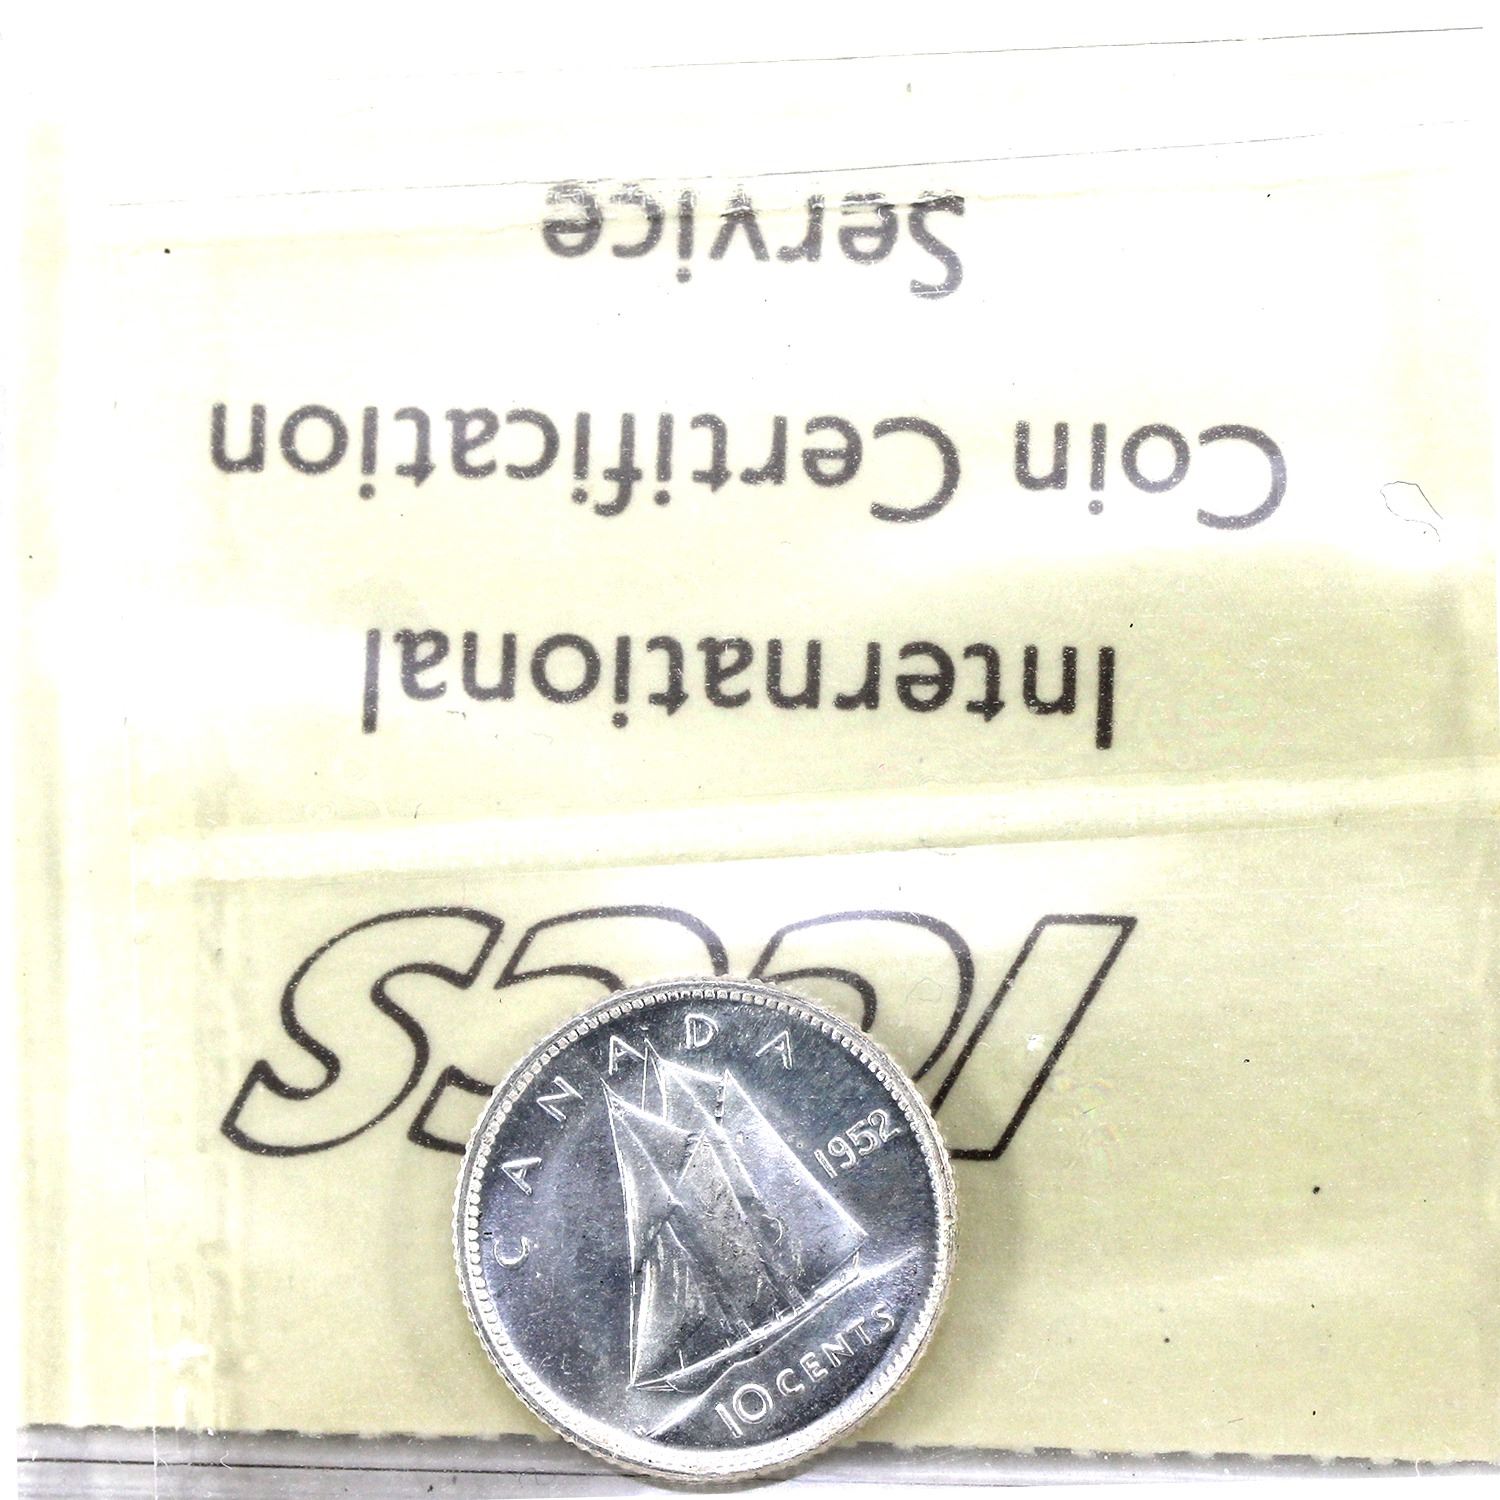 ICCS
International
Coin Certification
Service
CANADA
1952
10 CENTS